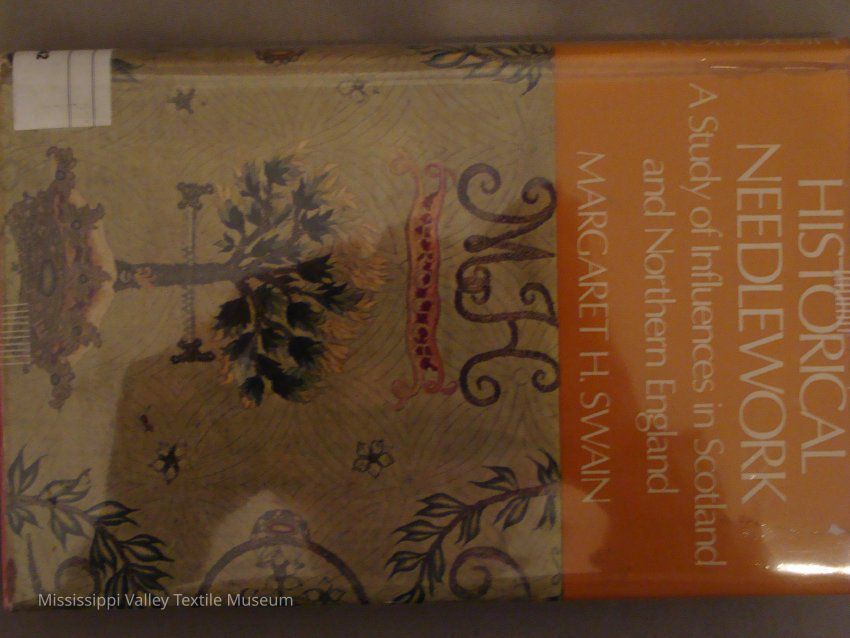 HISTORICAL
NEEDLEWORK
A Study of Influences in Scotland
and Northern England
MARGARET H. SWAIN
Mississippi Valley Textile Museum